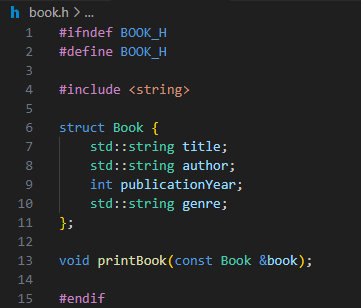 book.h > ...
1 #ifndef BOOK_H
2 #define BOOK_H
3
4 #include <string>
5
6 struct Book {
7     std::string title;
8     std::string author;
9     int publicationYear;
10     std::string genre;
11 };
12
13 void printBook(const Book &book);
14
15 #endif